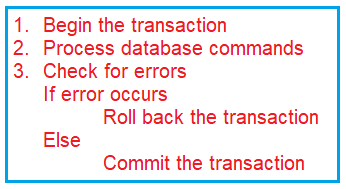 1. Begin the transaction
2. Process database commands
3. Check for errors
If error occurs
Roll back the transaction
Else
Commit the transaction